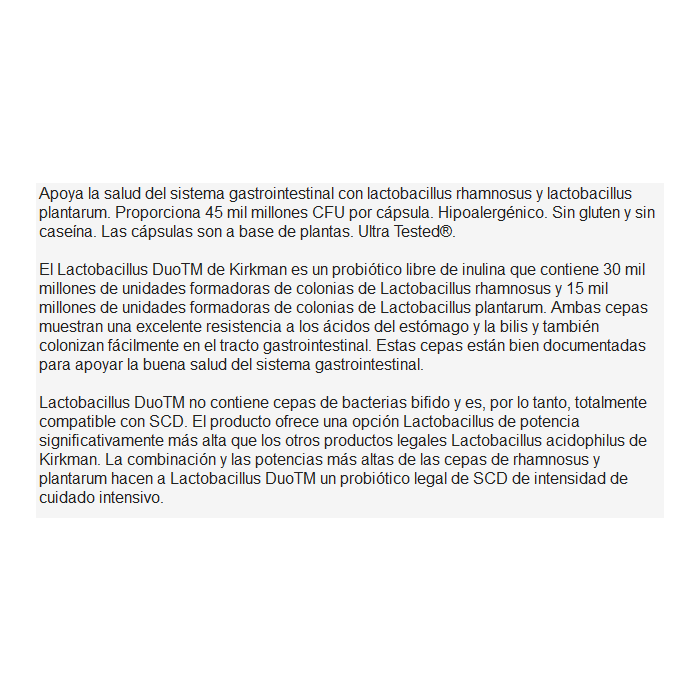 Apoya la salud del sistema gastrointestinal con lactobacillus rhamnosus y lactobacillus
plantarum. Proporciona 45 mil millones CFU por cápsula. Hipoalergénico. Sin gluten y sin
caseína. Las cápsulas son a base de plantas. Ultra Tested®.
El Lactobacillus DuoTM de Kirkman es un probiótico libre de inulina que contiene 30 mil
millones de unidades formadoras de colonias de Lactobacillus rhamnosus y 15 mil
millones de unidades formadoras de colonias de Lactobacillus plantarum. Ambas cepas
muestran una excelente resistencia a los ácidos del estómago y la bilis y también
colonizan fácilmente en el tracto gastrointestinal. Estas cepas están bien documentadas
para apoyar la buena salud del sistema gastrointestinal.
Lactobacillus DuoTM no contiene cepas de bacterias bifido y es, por lo tanto, totalmente
compatible con SCD. El producto ofrece una opción Lactobacillus de potencia
significativamente más alta que los otros productos legales Lactobacillus acidophilus de
Kirkman. La combinación y las potencias más altas de las cepas de rhamnosus y
plantarum hacen a Lactobacillus DuoTM un probiótico legal de SCD de intensidad de
cuidado intensivo.